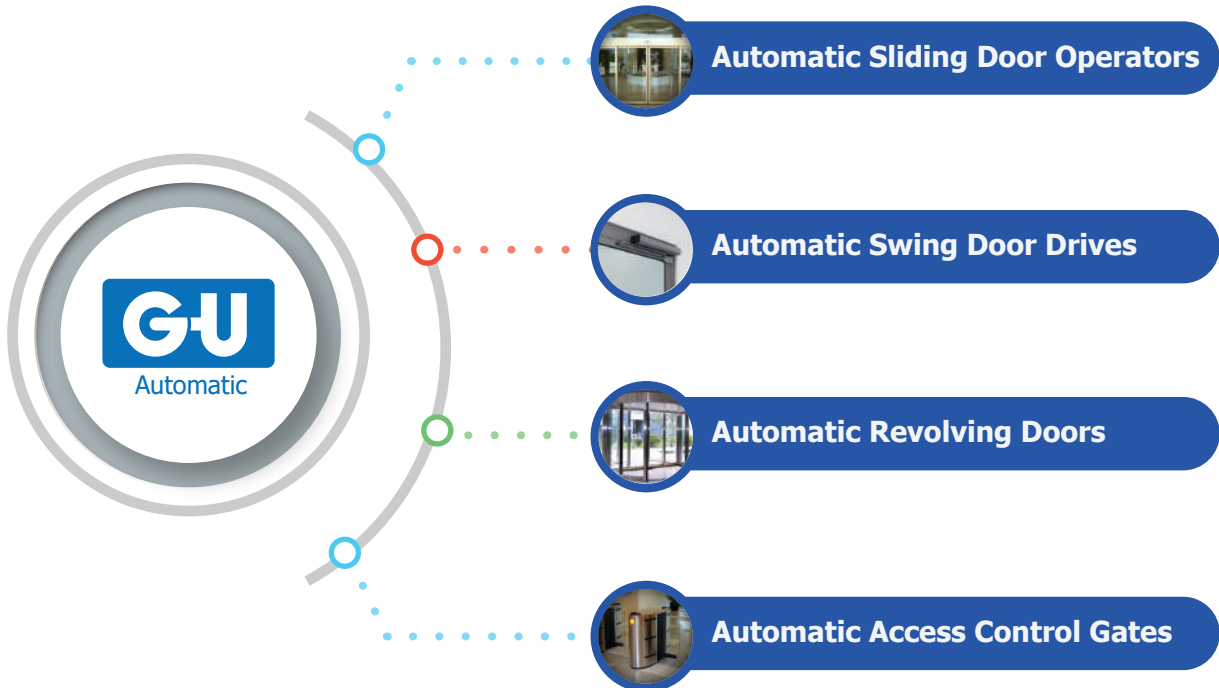 Automatic Sliding Door Operators
Automatic Swing Door Drives
G-U
Automatic
Automatic Revolving Doors
Automatic Access Control Gates